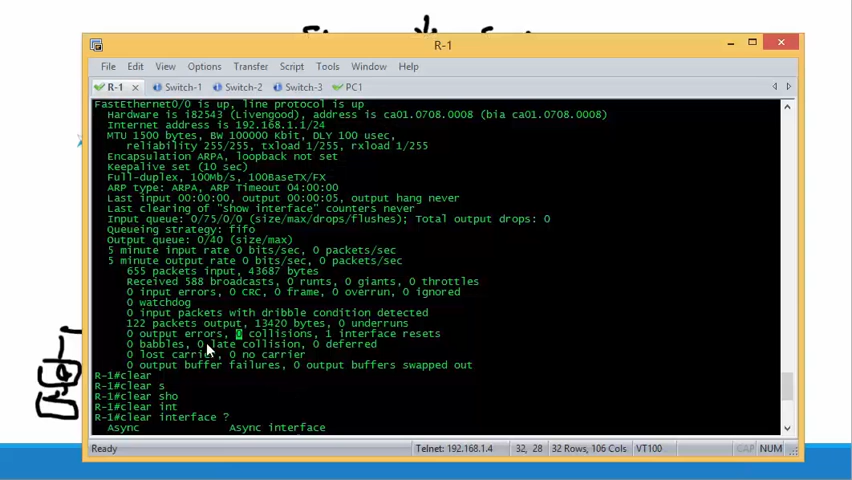 R-1
File Edit View Options Transfer Script Tools Window Help
R-1 Switch-1 Switch-2 Switch-3 PC1
FastEthernet0/0 is up, line protocol is up
Hardware is i82543 (Livengood), address is ca01.0708.0008 (bia ca01.0708.0008)
Internet address is 192.168.1.1/24
MTU 1500 bytes, BW 100000 Kbit, DLY 100 usec,
reliability 255/255, txload 1/255, rxload 1/255
Encapsulation ARPA, loopback not set
Keepalive set (10 sec)
Full-duplex, 100Mb/s, 100BaseTX/FX
ARP type: ARPA, ARP Timeout 04:00:00
Last input 00:00:00, output 00:00:05, output hang never
Last clearing of "show interface" counters never
Input queue: 0/75/0/0 (size/max/drops/flushes); Total output drops: 0
Queueing strategy: fifo
Output queue: 0/40 (size/max)
5 minute input rate 0 bits/sec, 0 packets/sec
5 minute output rate 0 bits/sec, 0 packets/sec
655 packets input, 43687 bytes
Received 588 broadcasts, 0 runts, 0 giants, 0 throttles
0 input errors, 0 CRC, 0 frame, 0 overrun, 0 ignored
0 watchdog
0 input packets with dribble condition detected
122 packets output, 13420 bytes, 0 underruns
0 output errors, 0 collisions, 1 interface resets
0 babbles, 0 late collision, 0 deferred
0 lost carrier, 0 no carrier
0 output buffer failures, 0 output buffers swapped out
R-1#clear
R-1#clear s
R-1#clear sho
R-1#clear int
R-1#clear interface ?
Async Async interface
Ready Telnet: 192.168.1.4 32, 28 32 Rows, 106 Cols VT100 CAP NUM